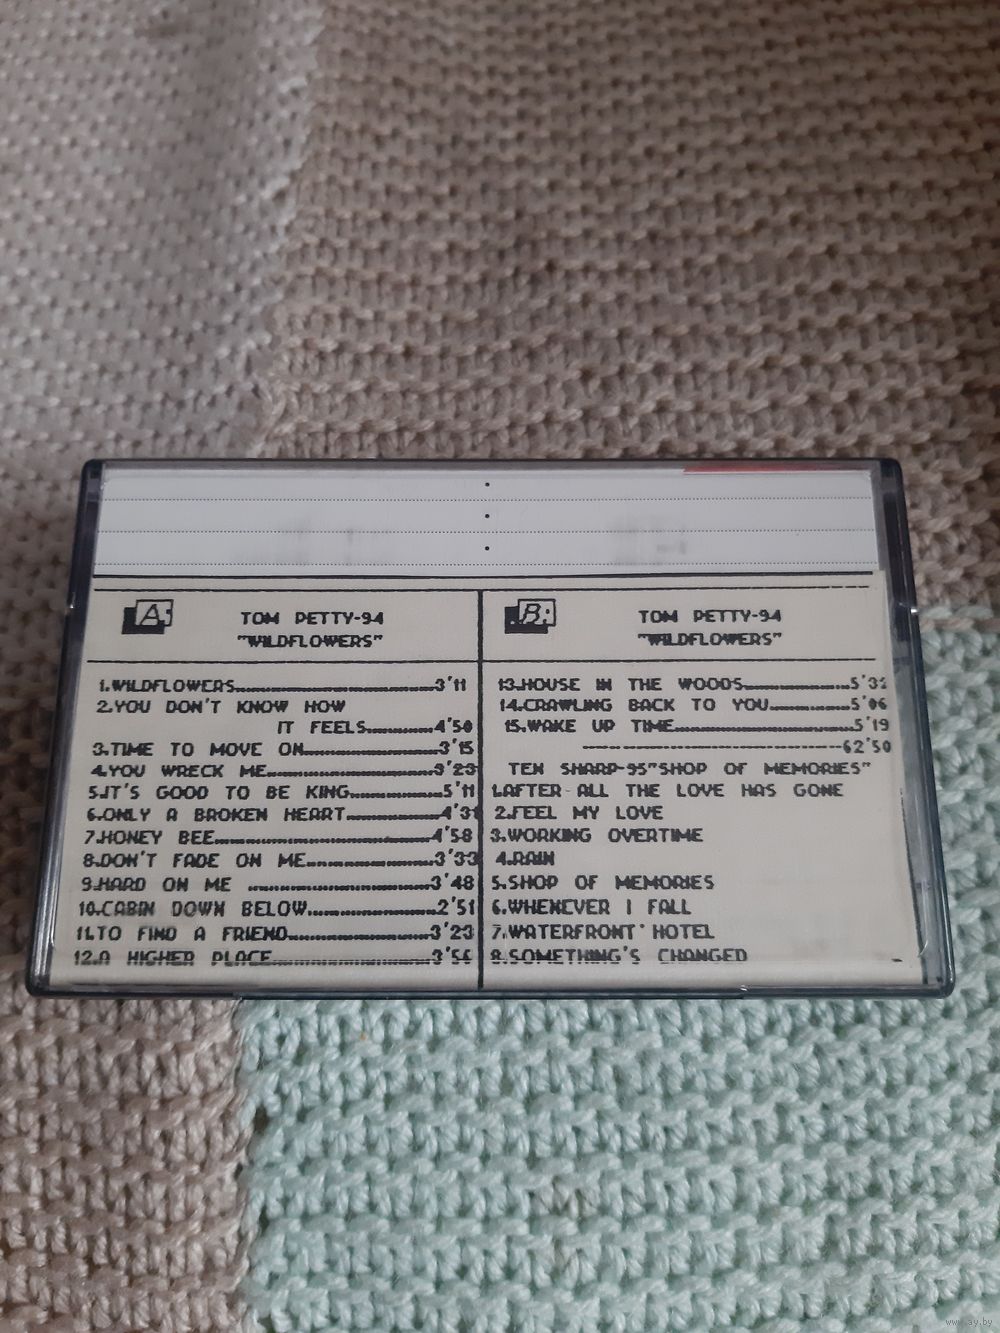 A:
TOM PETTY-94
"WILDFLOWERS"
1.WILDFLOWERS 3'11
2.YOU DON'T KNOW HOW
IT FEELS 4'50
3.TIME TO MOVE ON 3'15
4.YOU WRECK ME 3'23
5.IT'S GOOD TO BE KING 5'11
6.ONLY A BROKEN HEART 4'31
7.HONEY BEE 4'58
8.DON'T FADE ON ME 3'33
9.HARD ON ME 3'48
10.CABIN DOWN BELOW 2'51
11.TO FIND A FRIEND 3'23
12.A HIGHER PLACE 3'56
B:
TOM PETTY-94
"WILDFLOWERS"
13.HOUSE IN THE WOODS 5'32
14.CRAWLING BACK TO YOU 5'06
15.WAKE UP TIME 5'19
62'50
TEN SHARP-95"SHOP OF MEMORIES"
1.AFTER ALL THE LOVE HAS GONE
2.FEEL MY LOVE
3.WORKING OVERTIME
4.RAIN
5.SHOP OF MEMORIES
6.WHENEVER I FALL
7.WATERFRONT HOTEL
8.SOMETHING'S CHANGED
www.ay.by